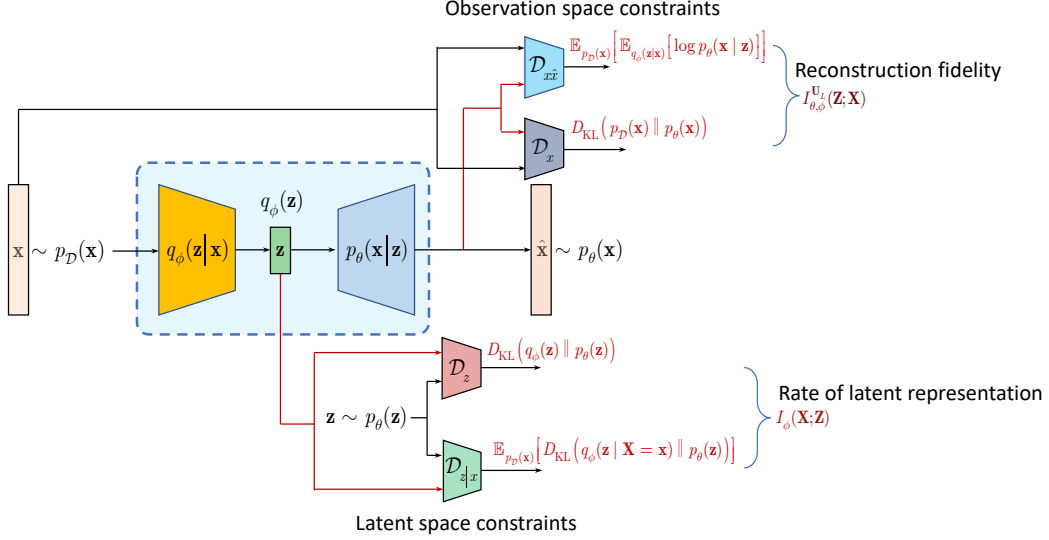 Observation space constraints
𝒟_{xx̂}
𝔼_{p_𝒟(𝐱)}[𝔼_{q_ϕ(𝐳|𝐱)}[log p_θ(𝐱 | 𝐳)]]
Reconstruction fidelity
I^{𝐔_L}_{θ,ϕ}(𝐙;𝐗)
𝒟_x
D_KL(p_𝒟(𝐱) ∥ p_θ(𝐱))
q_ϕ(𝐳)
𝐱 ∼ p_𝒟(𝐱)
q_ϕ(𝐳|𝐱)
𝐳
p_θ(𝐱|𝐳)
𝐱̂ ∼ p_θ(𝐱)
𝒟_z
D_KL(q_ϕ(𝐳) ∥ p_θ(𝐳))
Rate of latent representation
I_ϕ(𝐗;𝐙)
𝐳 ∼ p_θ(𝐳)
𝒟_{z|x}
𝔼_{p_𝒟(𝐱)}[D_KL(q_ϕ(𝐳 | 𝐗 = 𝐱) ∥ p_θ(𝐳))]
Latent space constraints